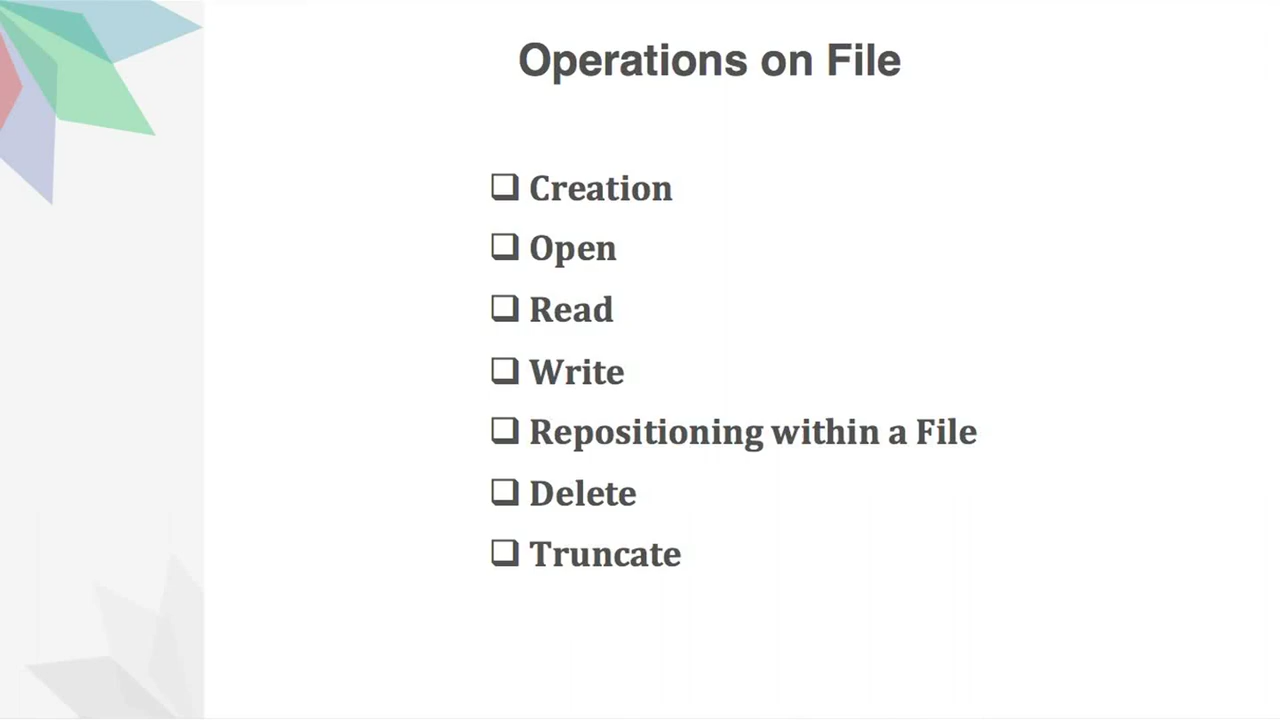 Operations on File
❑ Creation
❑ Open
❑ Read
❑ Write
❑ Repositioning within a File
❑ Delete
❑ Truncate